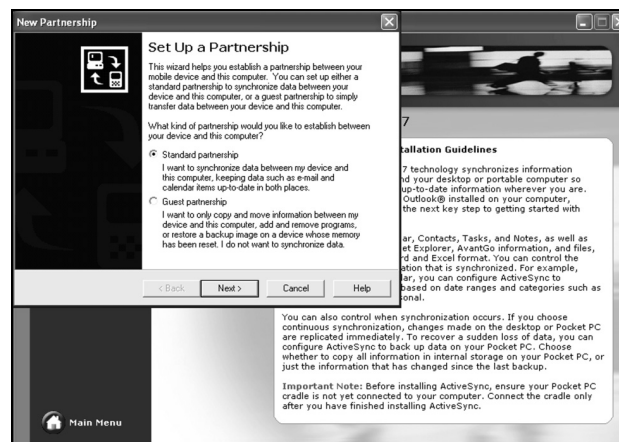 New Partnership
Set Up a Partnership
This wizard helps you establish a partnership between your
mobile device and this computer. You can set up either a
standard partnership to synchronize data between your
device and this computer, or a guest partnership to simply
transfer data between your device and this computer.
What kind of partnership would you like to establish between
your device and this computer?
Standard partnership
I want to synchronize data between my device and
this computer, keeping data such as e-mail and
calendar items up-to-date in both places.
Guest partnership
I want to only copy and move information between my
device and this computer, add and remove programs,
or restore a backup image on a device whose memory
has been reset. I do not want to synchronize data.
< Back
Next >
Cancel
Help
7
tallation Guidelines
7 technology synchronizes information
nd your desktop or portable computer so
up-to-date information wherever you are.
Outlook® installed on your computer,
the next key step to getting started with
ar, Contacts, Tasks, and Notes, as well as
et Explorer, AvantGo information, and files,
rd and Excel format. You can control the
ation that is synchronized. For example,
ar, you can configure ActiveSync to
based on date ranges and categories such as
sonal.
You can also control when synchronization occurs. If you choose
continuous synchronization, changes made on the desktop or Pocket PC
are replicated immediately. To recover a sudden loss of data, you can
configure ActiveSync to back up data on your Pocket PC. Choose
whether to copy all information in internal storage on your Pocket PC, or
just the information that has changed since the last backup.
Important Note: Before installing ActiveSync, ensure your Pocket PC
cradle is not yet connected to your computer. Connect the cradle only
after you have finished installing ActiveSync.
Main Menu